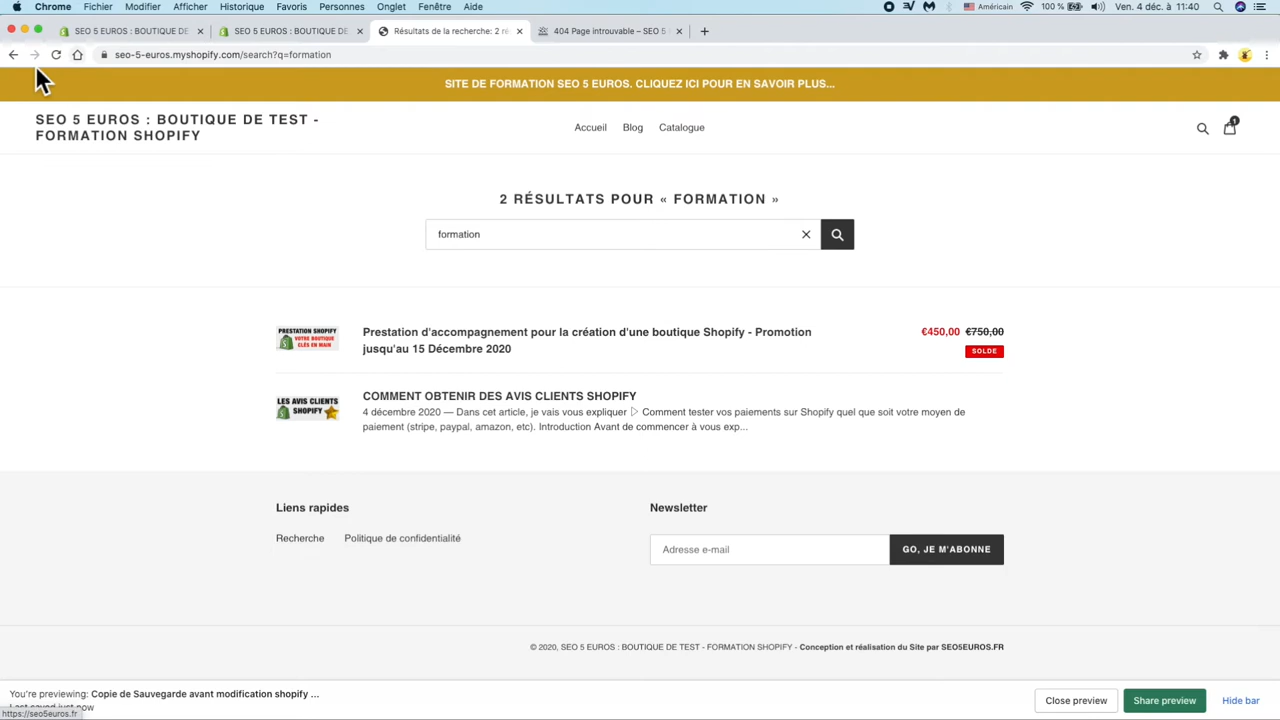 Chrome Fichier Modifier Afficher Historique Favoris Personnes Onglet Fenêtre Aide Américain 100 % Ven. 4 déc. à 11:40
SEO 5 EUROS : BOUTIQUE DE T SEO 5 EUROS : BOUTIQUE DE T Résultats de la recherche: 2 ré 404 Page introuvable – SEO 5
seo-5-euros.myshopify.com/search?q=formation
SITE DE FORMATION SEO 5 EUROS. CLIQUEZ ICI POUR EN SAVOIR PLUS...
SEO 5 EUROS : BOUTIQUE DE TEST -
FORMATION SHOPIFY
Accueil Blog Catalogue
1
2 RÉSULTATS POUR « FORMATION »
formation
PRESTATION SHOPIFY
VOTRE BOUTIQUE
CLÉS EN MAIN
Prestation d'accompagnement pour la création d'une boutique Shopify - Promotion
jusqu'au 15 Décembre 2020
€450,00 €750,00
SOLDE
LES AVIS CLIENTS
SHOPIFY
COMMENT OBTENIR DES AVIS CLIENTS SHOPIFY
4 décembre 2020 — Dans cet article, je vais vous expliquer ▷ Comment tester vos paiements sur Shopify quel que soit votre moyen de
paiement (stripe, paypal, amazon, etc). Introduction Avant de commencer à vous exp...
Liens rapides
Recherche Politique de confidentialité
Newsletter
Adresse e-mail
GO, JE M'ABONNE
© 2020, SEO 5 EUROS : BOUTIQUE DE TEST - FORMATION SHOPIFY - Conception et réalisation du Site par SEO5EUROS.FR
You're previewing: Copie de Sauvegarde avant modification shopify ...
Last saved just now
https://seo5euros.fr
Close preview Share preview Hide bar